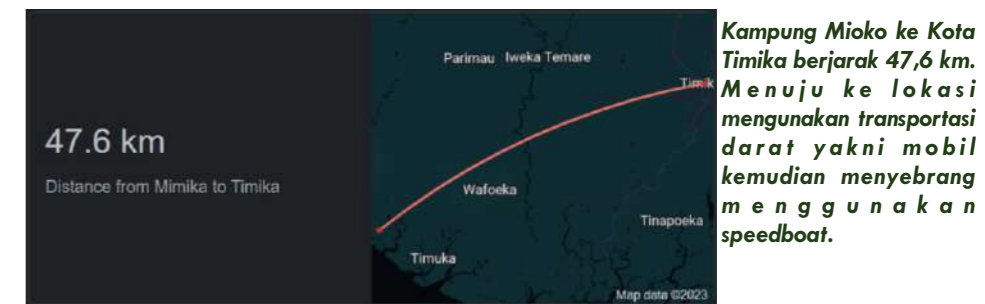 47.6 km
Distance from Mimika to Timika
Parimau
Iweka Temare
Timik
Wafoeka
Tinapoeka
Timuka
Map data ©2023
Kampung Mioko ke Kota
Timika berjarak 47,6 km.
Menuju ke lokasi
mengunakan transportasi
darat yakni mobil
kemudian menyebrang
menggunakan
speedboat.